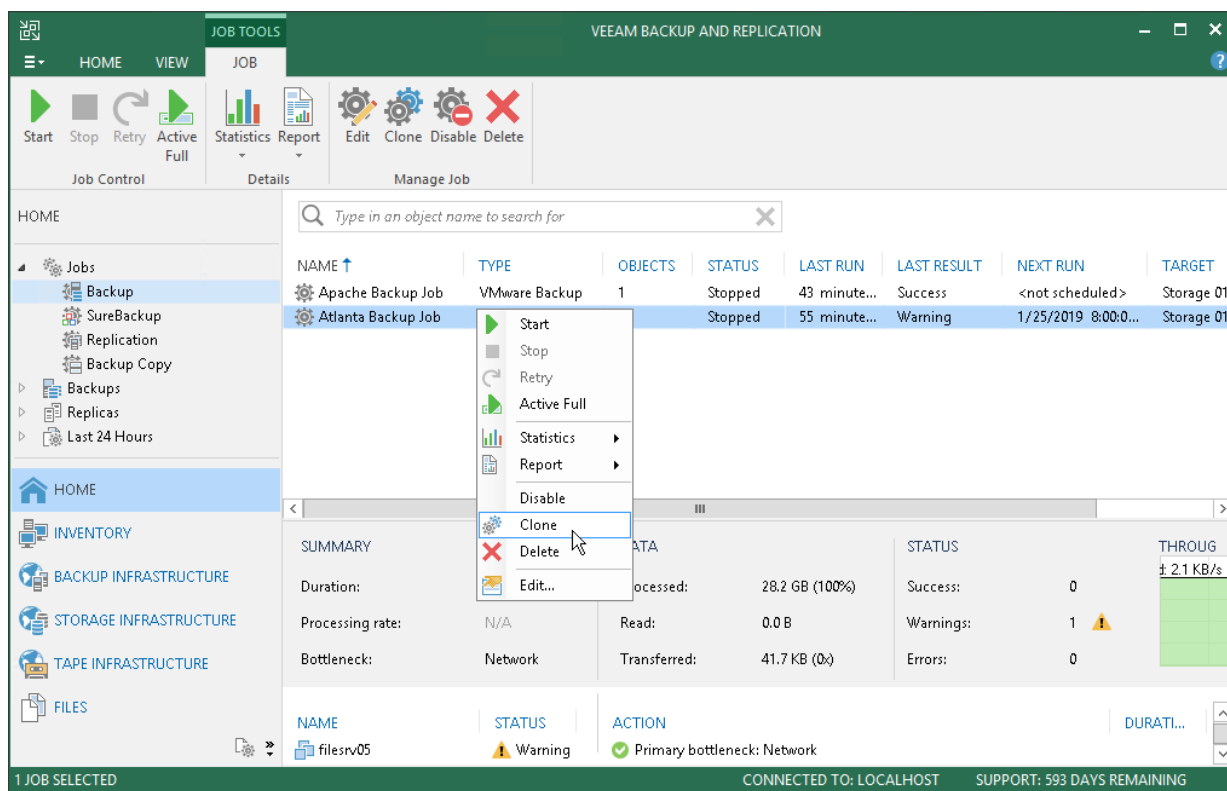 JOB TOOLS
VEEAM BACKUP AND REPLICATION
HOME VIEW JOB
Start Stop Retry Active Full Statistics Report Edit Clone Disable Delete
Job Control Details Manage Job
HOME
Type in an object name to search for
Jobs
Backup
SureBackup
Replication
Backup Copy
Backups
Replicas
Last 24 Hours
NAME TYPE OBJECTS STATUS LAST RUN LAST RESULT NEXT RUN TARGET
Apache Backup Job VMware Backup 1 Stopped 43 minute... Success <not scheduled> Storage 01
Atlanta Backup Job Stopped 55 minute... Warning 1/25/2019 8:00:0... Storage 01
Start
Stop
Retry
Active Full
Statistics
Report
Disable
Clone
Delete
Edit...
HOME
INVENTORY
BACKUP INFRASTRUCTURE
STORAGE INFRASTRUCTURE
TAPE INFRASTRUCTURE
FILES
SUMMARY ATA STATUS THROUG
Duration: ocessed: 28.2 GB (100%) Success: 0 2.1 KB/s
Processing rate: N/A Read: 0.0 B Warnings: 1
Bottleneck: Network Transferred: 41.7 KB (0x) Errors: 0
NAME STATUS ACTION DURATI...
filesrv05 Warning Primary bottleneck: Network
1 JOB SELECTED CONNECTED TO: LOCALHOST SUPPORT: 593 DAYS REMAINING